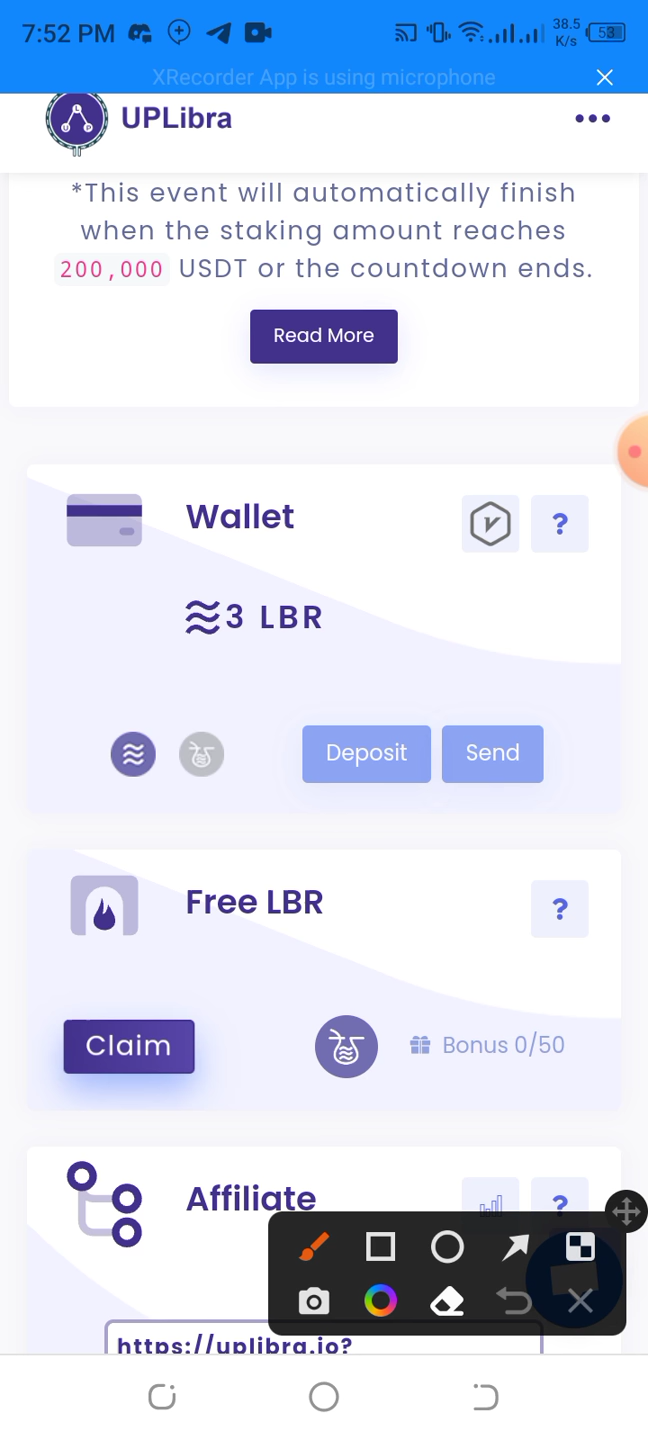 7:52 PM 38.5 K/s 53
XRecorder App is using microphone
UPLibra
*This event will automatically finish
when the staking amount reaches
200,000 USDT or the countdown ends.
Read More
Wallet ?
3 LBR
Deposit Send
Free LBR ?
Claim Bonus 0/50
Affiliate ?
https://uplibra.io?